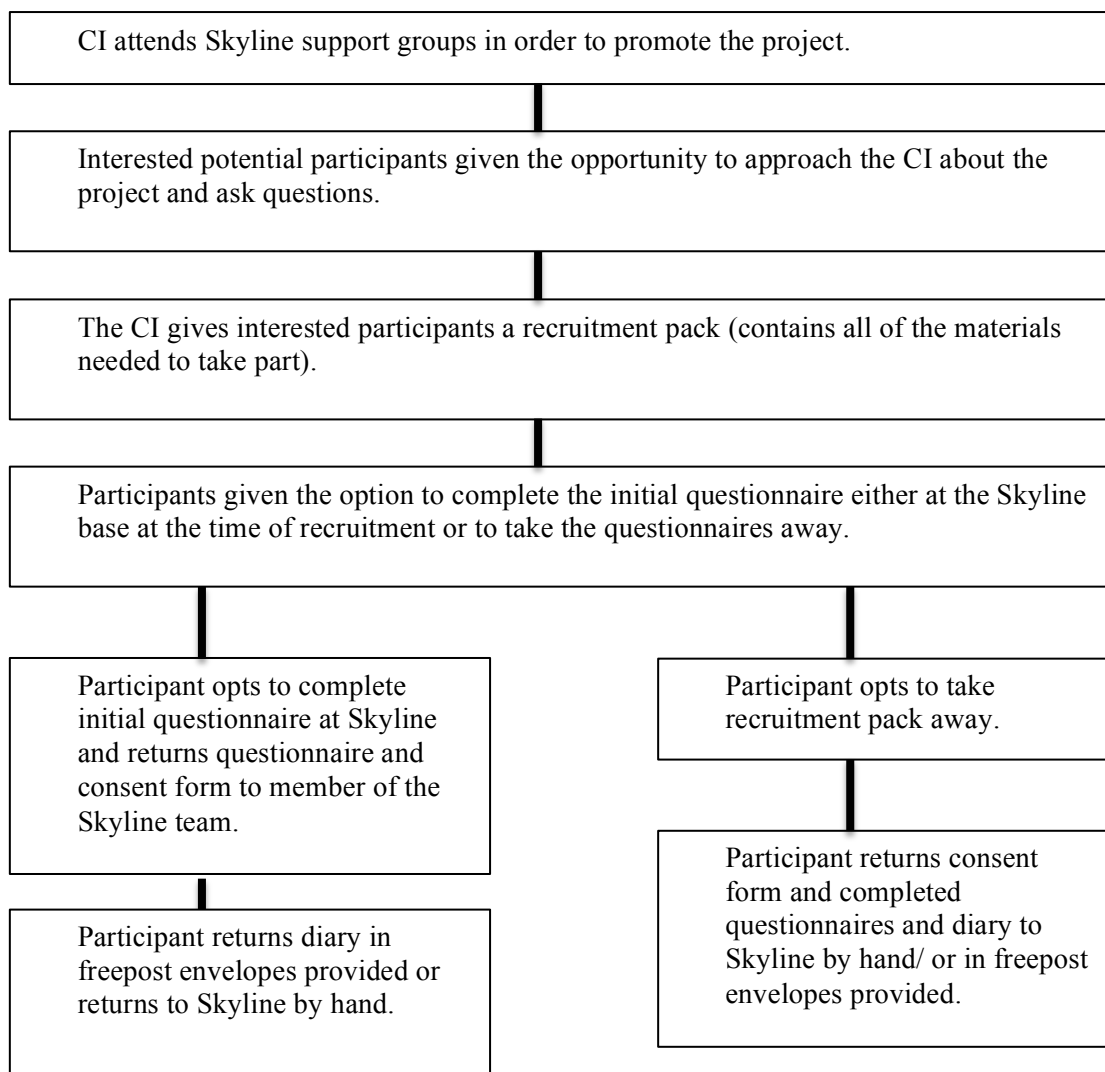 CI attends Skyline support groups in order to promote the project.
Interested potential participants given the opportunity to approach the CI about the
project and ask questions.
The CI gives interested participants a recruitment pack (contains all of the materials
needed to take part).
Participants given the option to complete the initial questionnaire either at the Skyline
base at the time of recruitment or to take the questionnaires away.
Participant opts to complete
initial questionnaire at Skyline
and returns questionnaire and
consent form to member of the
Skyline team.
Participant returns diary in
freepost envelopes provided or
returns to Skyline by hand.
Participant opts to take
recruitment pack away.
Participant returns consent
form and completed
questionnaires and diary to
Skyline by hand/ or in freepost
envelopes provided.